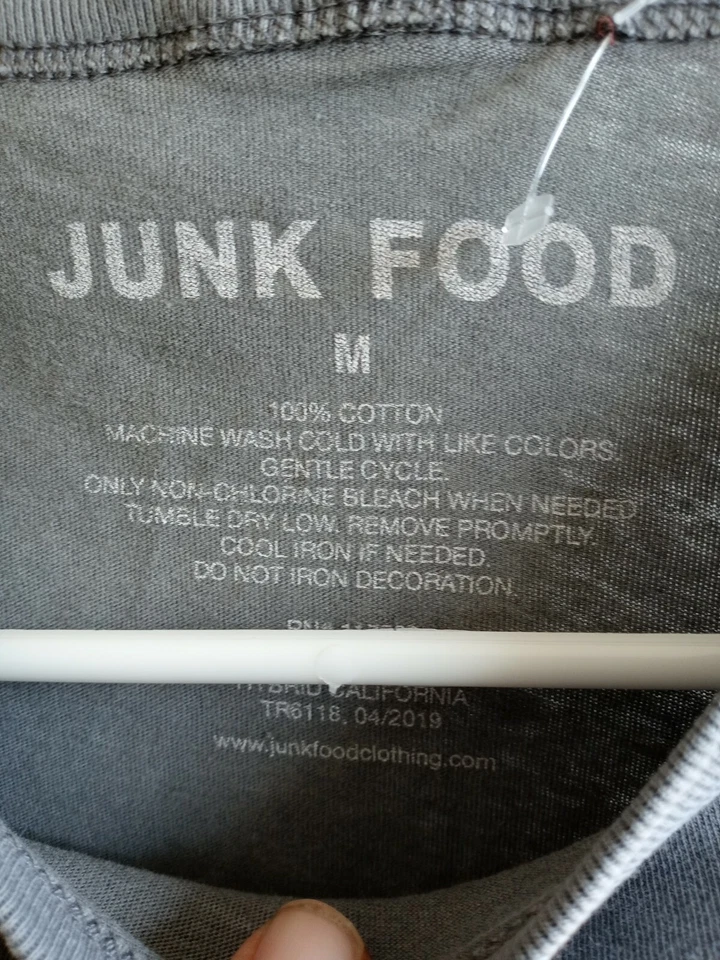 JUNK FOOD
M
100% COTTON
MACHINE WASH COLD WITH LIKE COLORS.
GENTLE CYCLE.
ONLY NON-CHLORINE BLEACH WHEN NEEDED
TUMBLE DRY LOW. REMOVE PROMPTLY.
COOL IRON IF NEEDED.
DO NOT IRON DECORATION.
RN#
HYBRID CALIFORNIA
TR6118, 04/2019
www.junkfoodclothing.com